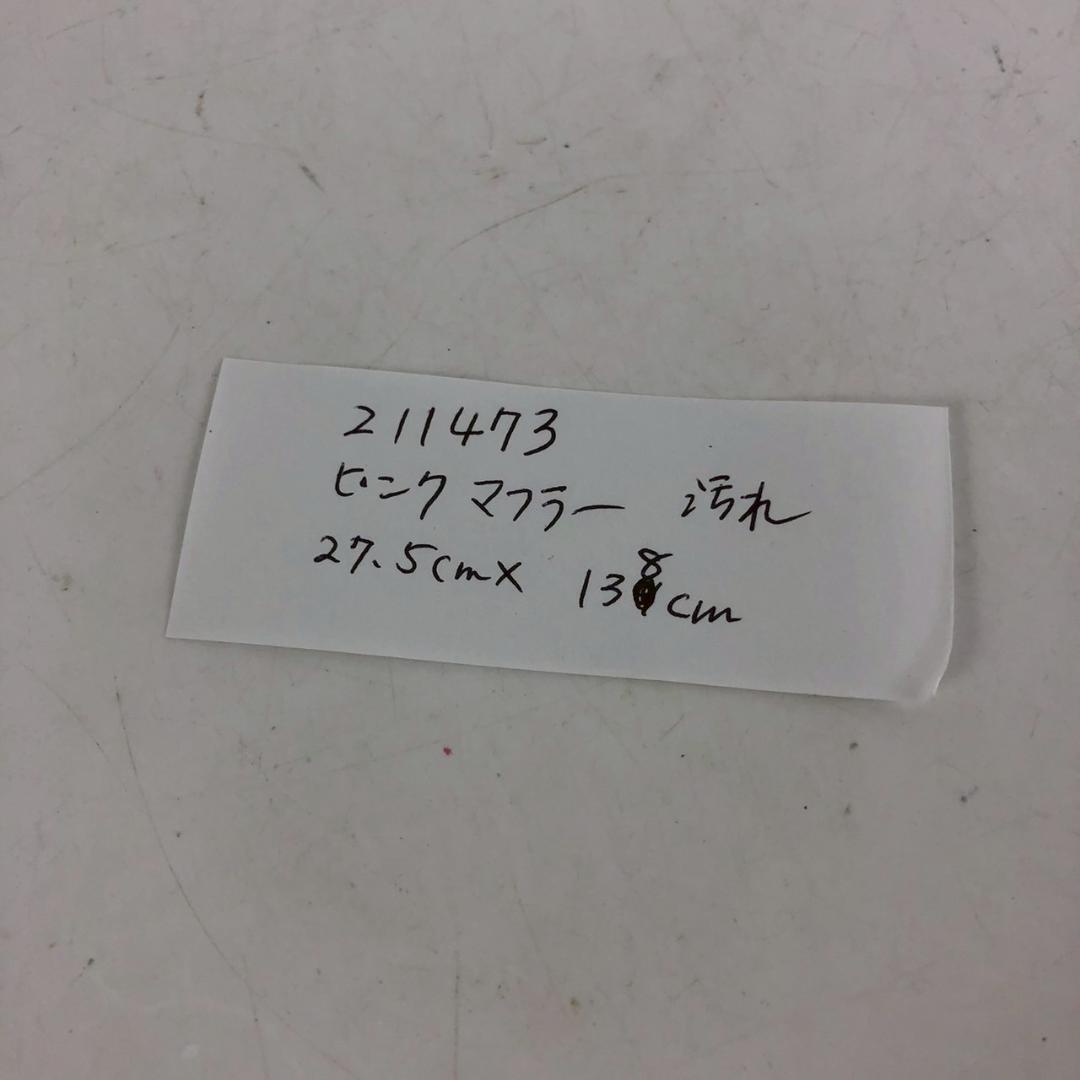 211473
ピンク マフラー 汚れ
27.5cm× 138cm